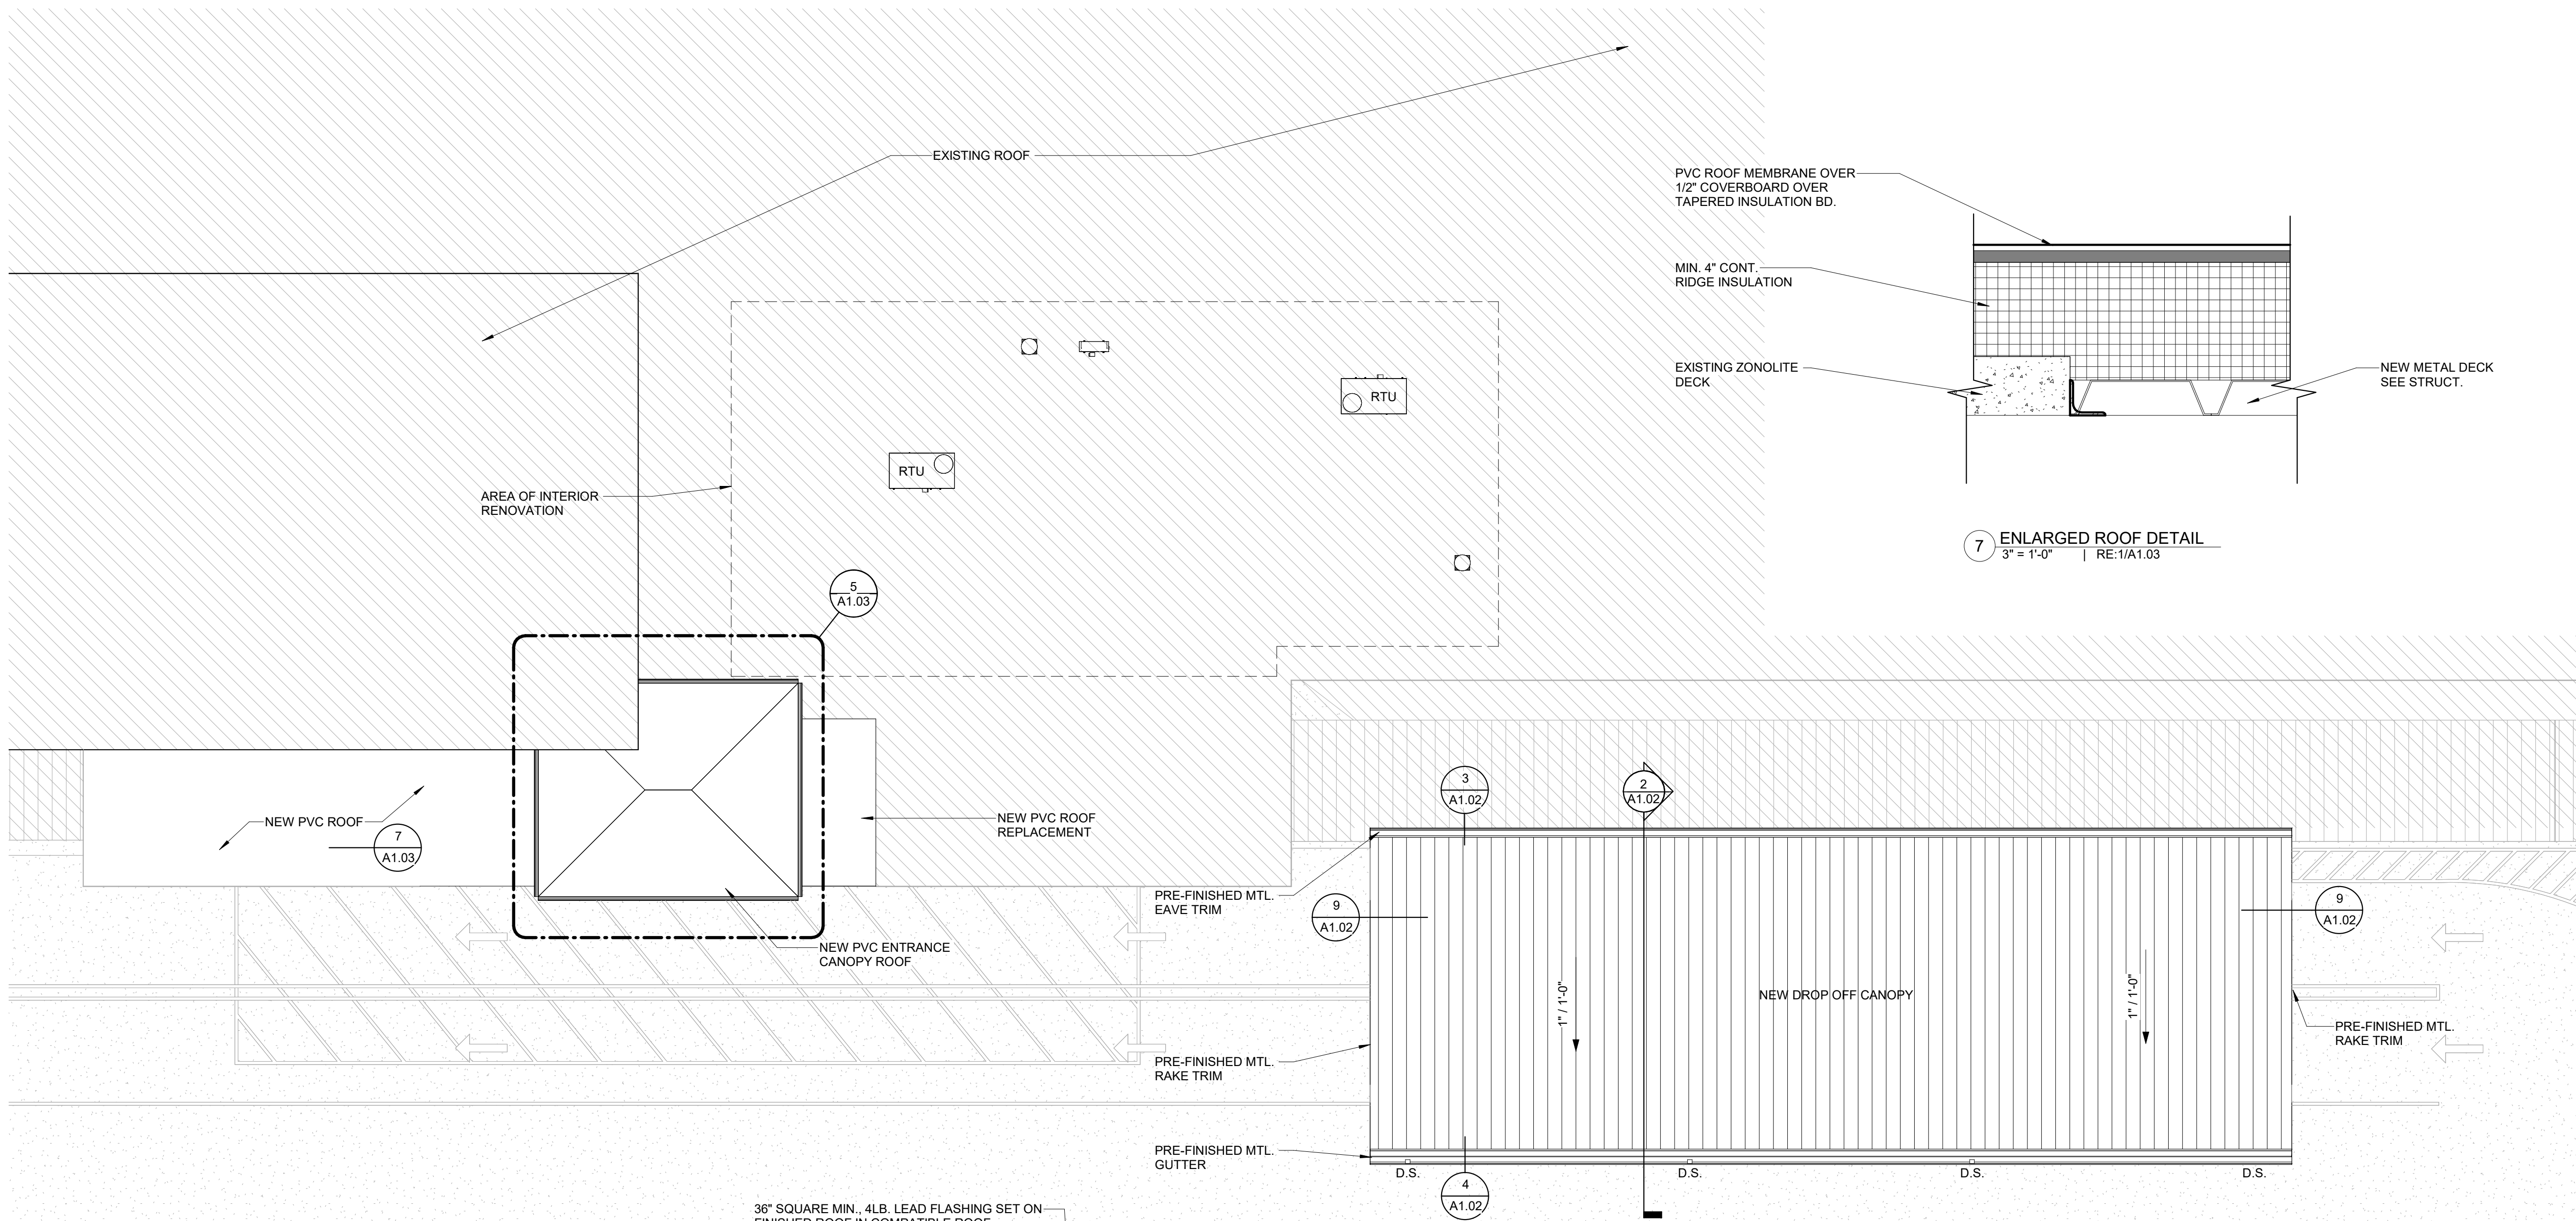 EXISTING ROOF
PVC ROOF MEMBRANE OVER
1/2" COVERBOARD OVER
TAPERED INSULATION BD.
MIN. 4" CONT.
RIDGE INSULATION
EXISTING ZONOLITE
DECK
NEW METAL DECK
SEE STRUCT.
7
ENLARGED ROOF DETAIL
3" = 1'-0" | RE:1/A1.03
RTU
RTU
AREA OF INTERIOR
RENOVATION
5
A1.03
NEW PVC ROOF
7
A1.03
NEW PVC ROOF
REPLACEMENT
NEW PVC ENTRANCE
CANOPY ROOF
3
A1.02
2
A1.02
PRE-FINISHED MTL.
EAVE TRIM
9
A1.02
9
A1.02
1" / 1'-0"
NEW DROP OFF CANOPY
1" / 1'-0"
PRE-FINISHED MTL.
RAKE TRIM
PRE-FINISHED MTL.
RAKE TRIM
PRE-FINISHED MTL.
GUTTER
D.S.
D.S.
D.S.
D.S.
4
A1.02
36" SQUARE MIN., 4LB. LEAD FLASHING SET ON
FINISHED ROOF IN COMPATIBLE ROOF